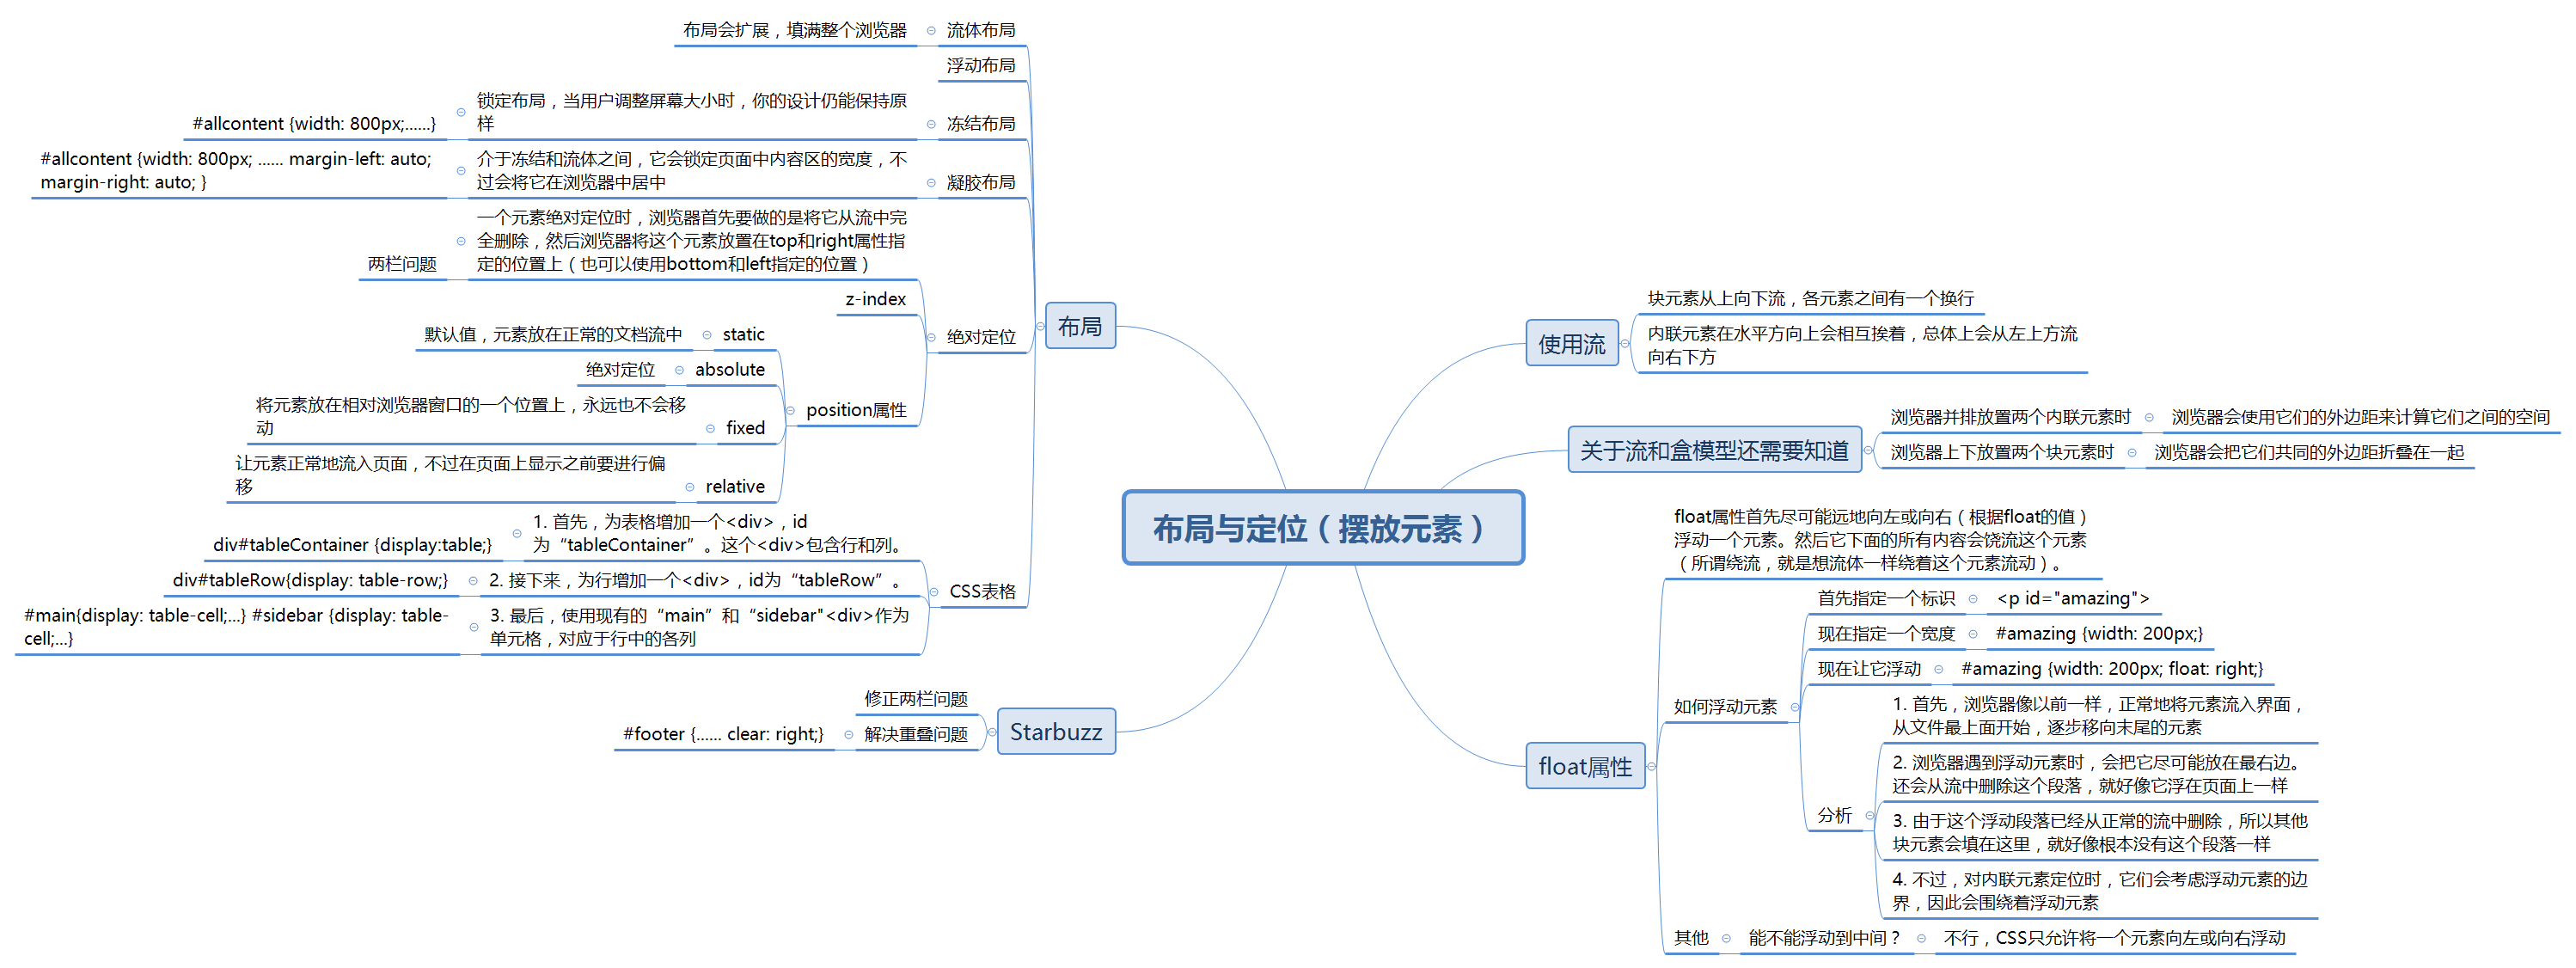 布局与定位（摆放元素）
使用流
块元素从上向下流，各元素之间有一个换行
内联元素在水平方向上会相互挨着，总体上会从左上方流
向右下方
关于流和盒模型还需要知道
浏览器并排放置两个内联元素时
浏览器会使用它们的外边距来计算它们之间的空间
浏览器上下放置两个块元素时
浏览器会把它们共同的外边距折叠在一起
float属性
float属性首先尽可能远地向左或向右（根据float的值）
浮动一个元素。然后它下面的所有内容会饶流这个元素
（所谓绕流，就是想流体一样绕着这个元素流动）。
如何浮动元素
首先指定一个标识
<p id="amazing">
现在指定一个宽度
#amazing {width: 200px;}
现在让它浮动
#amazing {width: 200px; float: right;}
分析
1. 首先，浏览器像以前一样，正常地将元素流入界面，
从文件最上面开始，逐步移向末尾的元素
2. 浏览器遇到浮动元素时，会把它尽可能放在最右边。
还会从流中删除这个段落，就好像它浮在页面上一样
3. 由于这个浮动段落已经从正常的流中删除，所以其他
块元素会填在这里，就好像根本没有这个段落一样
4. 不过，对内联元素定位时，它们会考虑浮动元素的边
界，因此会围绕着浮动元素
其他
能不能浮动到中间？
不行，CSS只允许将一个元素向左或向右浮动
布局
流体布局
布局会扩展，填满整个浏览器
浮动布局
冻结布局
锁定布局，当用户调整屏幕大小时，你的设计仍能保持原
样
#allcontent {width: 800px;......}
凝胶布局
介于冻结和流体之间，它会锁定页面中内容区的宽度，不
过会将它在浏览器中居中
#allcontent {width: 800px; ...... margin-left: auto;
margin-right: auto; }
绝对定位
一个元素绝对定位时，浏览器首先要做的是将它从流中完
全删除，然后浏览器将这个元素放置在top和right属性指
定的位置上（也可以使用bottom和left指定的位置）
两栏问题
z-index
position属性
static
默认值，元素放在正常的文档流中
absolute
绝对定位
fixed
将元素放在相对浏览器窗口的一个位置上，永远也不会移
动
relative
让元素正常地流入页面，不过在页面上显示之前要进行偏
移
CSS表格
1. 首先，为表格增加一个<div>，id
为“tableContainer”。这个<div>包含行和列。
div#tableContainer {display:table;}
2. 接下来，为行增加一个<div>，id为“tableRow”。
div#tableRow{display: table-row;}
3. 最后，使用现有的“main”和“sidebar"<div>作为
单元格，对应于行中的各列
#main{display: table-cell;...} #sidebar {display: table-
cell;...}
Starbuzz
修正两栏问题
解决重叠问题
#footer {...... clear: right;}